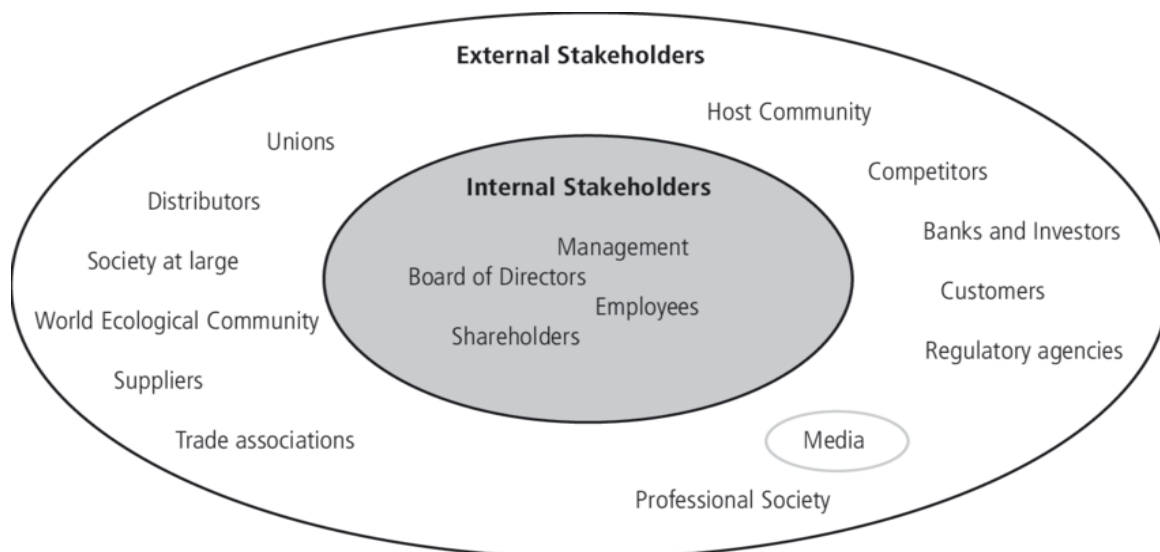 External Stakeholders
Host Community
Unions
Competitors
Internal Stakeholders
Distributors
Banks and Investors
Management
Society at large
Board of Directors
Customers
Employees
World Ecological Community
Shareholders
Regulatory agencies
Suppliers
Trade associations
Media
Professional Society